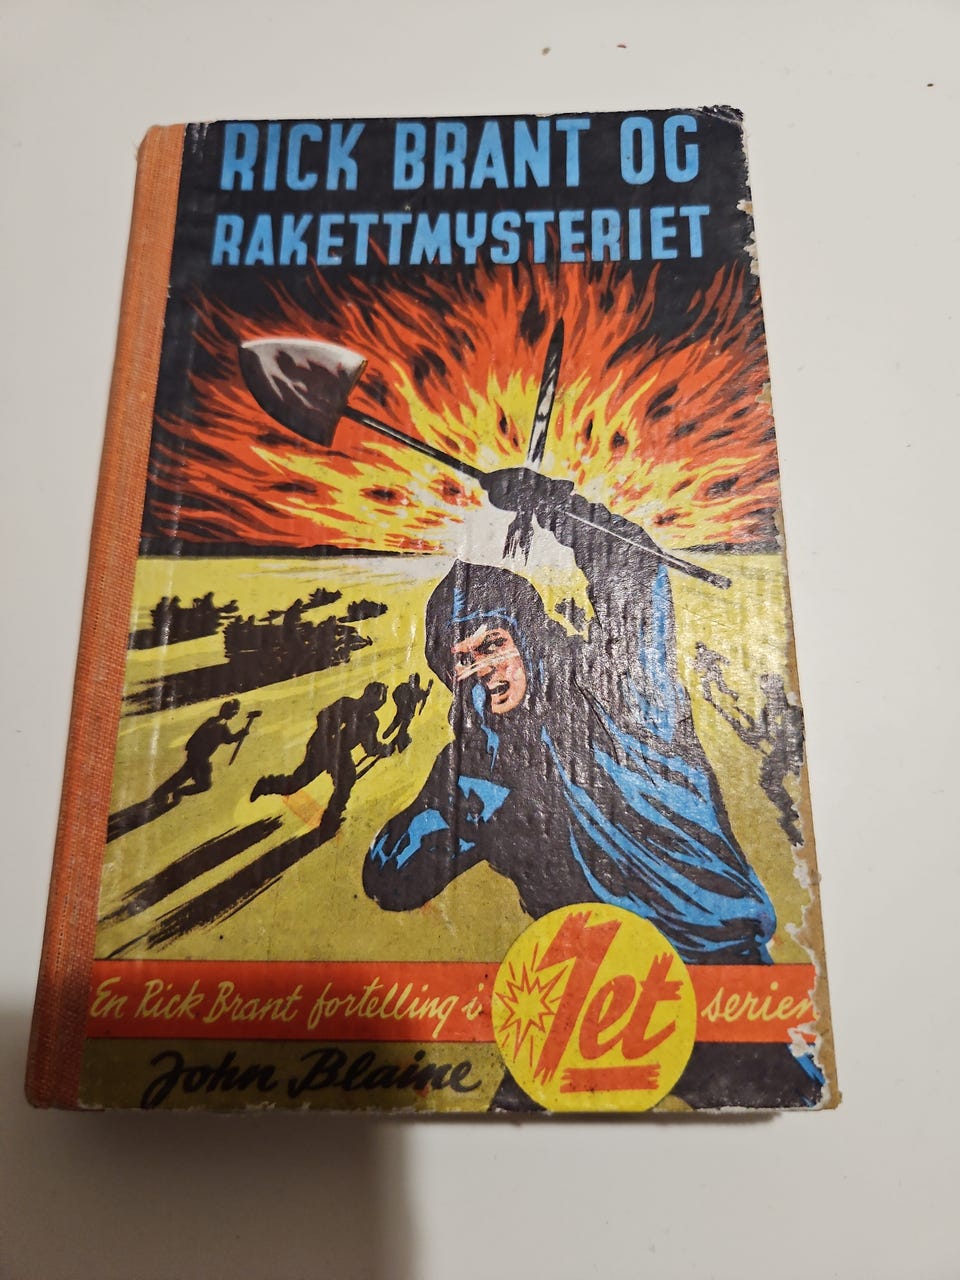 RICK BRANT OG
RAKETTMYSTERIET
En Rick Brant fortelling i Jet serien
John Blaine